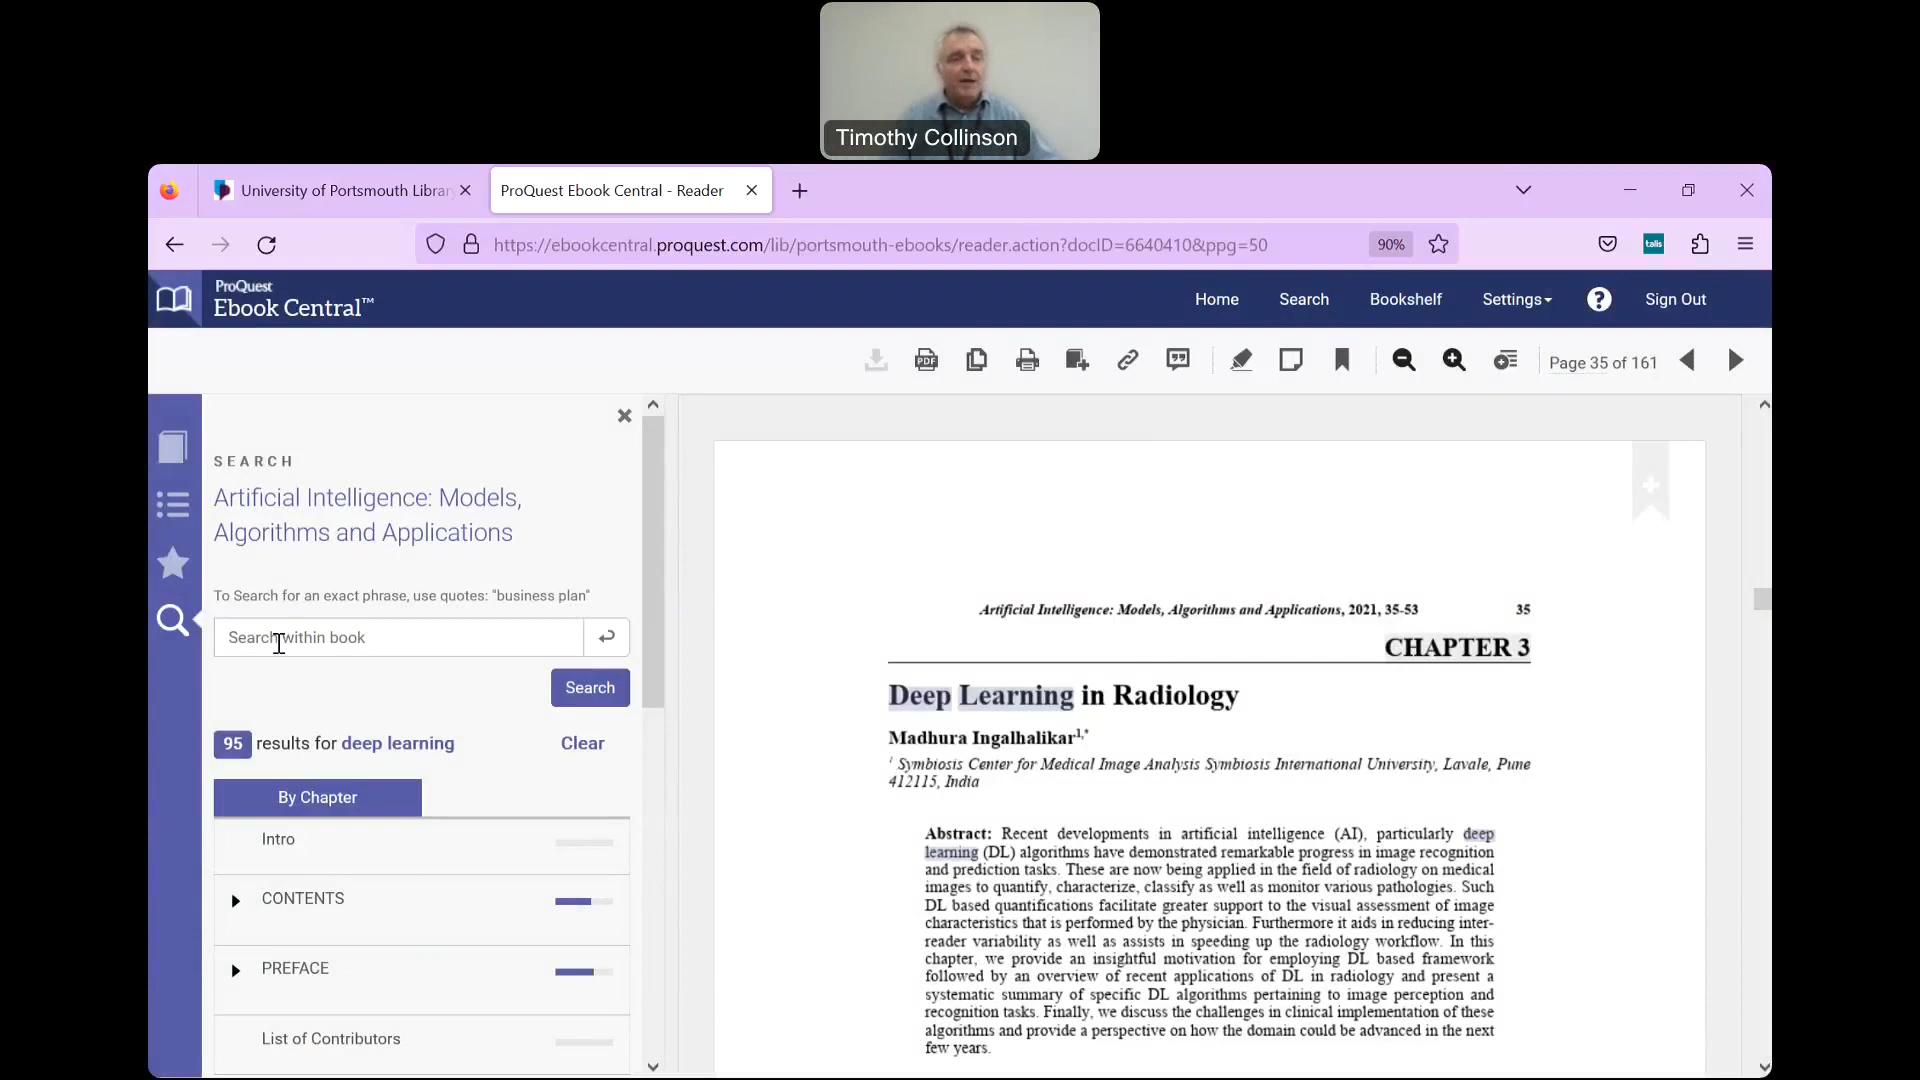 Timothy Collinson
University of Portsmouth Library
ProQuest Ebook Central - Reader
https://ebookcentral.proquest.com/lib/portsmouth-ebooks/reader.action?docID=6640410&ppg=50
90%
talis
ProQuest
Ebook Central™
Home
Search
Bookshelf
Settings
?
Sign Out
PDF
Page 35 of 161
SEARCH
Artificial Intelligence: Models,
Algorithms and Applications
To Search for an exact phrase, use quotes: "business plan"
Search within book
Search
95 results for deep learning
Clear
By Chapter
Intro
CONTENTS
PREFACE
List of Contributors
Artificial Intelligence: Models, Algorithms and Applications, 2021, 35-53 35
CHAPTER 3
Deep Learning in Radiology
Madhura Ingalhalikar1,*
1 Symbiosis Center for Medical Image Analysis Symbiosis International University, Lavale, Pune
412115, India
Abstract: Recent developments in artificial intelligence (AI), particularly deep
learning (DL) algorithms have demonstrated remarkable progress in image recognition
and prediction tasks. These are now being applied in the field of radiology on medical
images to quantify, characterize, classify as well as monitor various pathologies. Such
DL based quantifications facilitate greater support to the visual assessment of image
characteristics that is performed by the physician. Furthermore it aids in reducing inter-
reader variability as well as assists in speeding up the radiology workflow. In this
chapter, we provide an insightful motivation for employing DL based framework
followed by an overview of recent applications of DL in radiology and present a
systematic summary of specific DL algorithms pertaining to image perception and
recognition tasks. Finally, we discuss the challenges in clinical implementation of these
algorithms and provide a perspective on how the domain could be advanced in the next
few years.